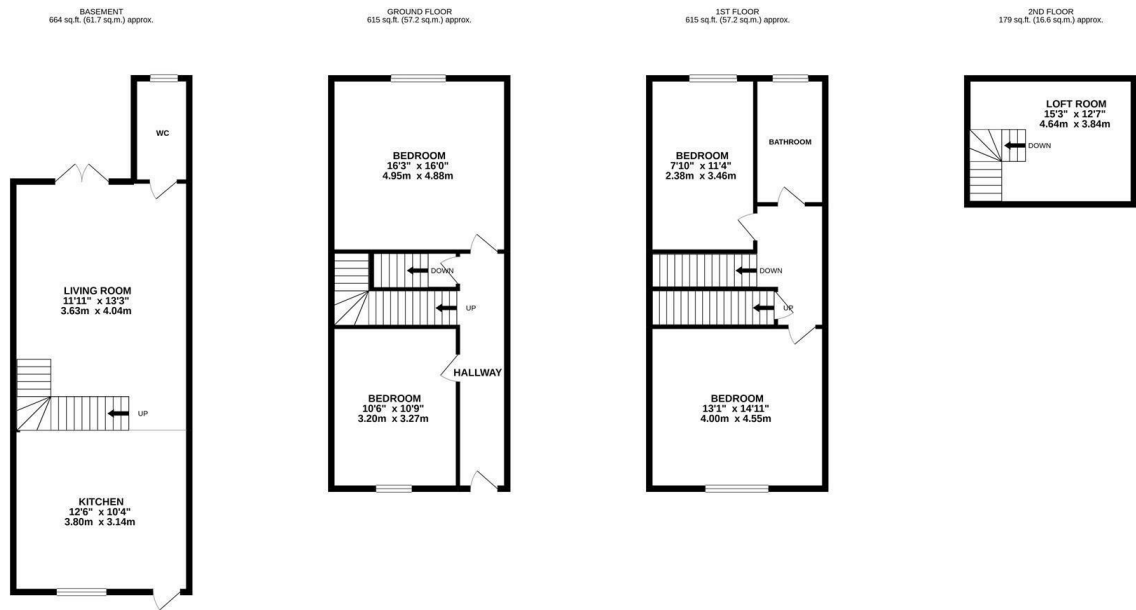 BASEMENT
664 sq.ft. (61.7 sq.m.) approx.
WC
LIVING ROOM
11'11" x 13'3"
3.63m x 4.04m
UP
KITCHEN
12'6" x 10'4"
3.80m x 3.14m
GROUND FLOOR
615 sq.ft. (57.2 sq.m.) approx.
BEDROOM
16'3" x 16'0"
4.95m x 4.88m
DOWN
UP
HALLWAY
BEDROOM
10'6" x 10'9"
3.20m x 3.27m
1ST FLOOR
615 sq.ft. (57.2 sq.m.) approx.
BEDROOM
7'10" x 11'4"
2.38m x 3.46m
BATHROOM
DOWN
UP
BEDROOM
13'1" x 14'11"
4.00m x 4.55m
2ND FLOOR
179 sq.ft. (16.6 sq.m.) approx.
LOFT ROOM
15'3" x 12'7"
4.64m x 3.84m
DOWN